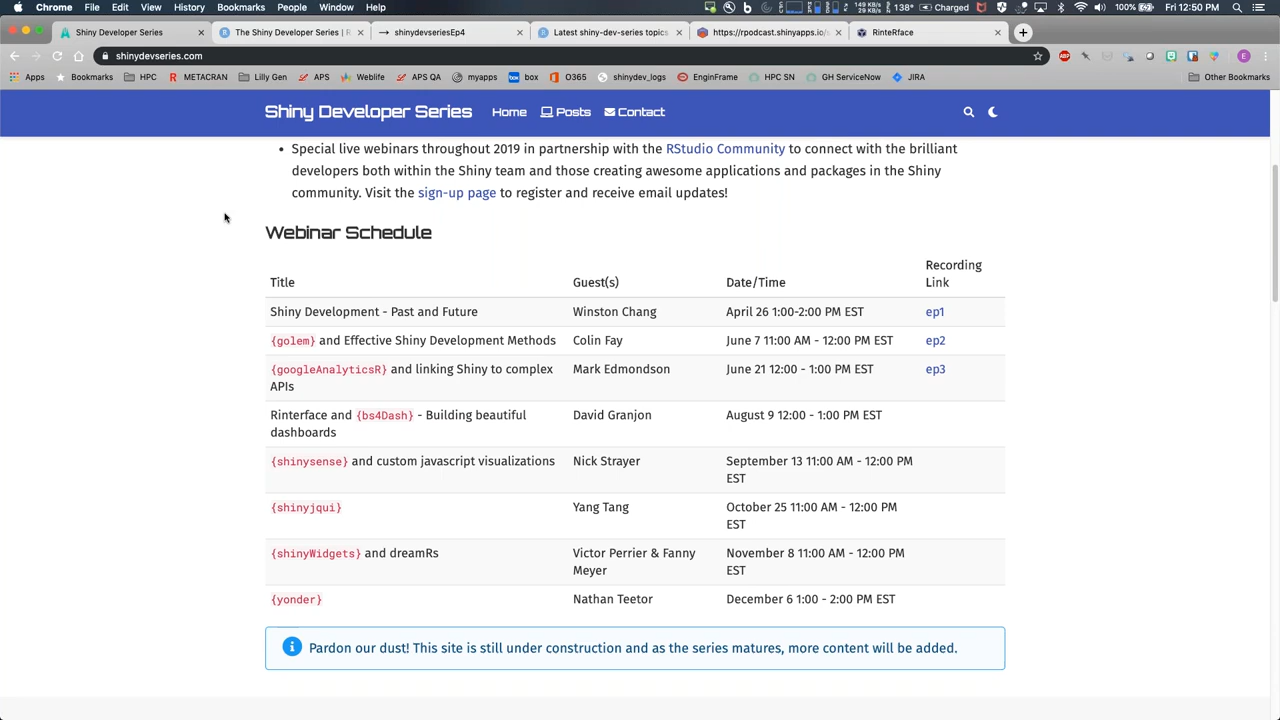 Chrome File Edit View History Bookmarks People Window Help
149 KB/s 29 KB/s 138° Charged 100% Fri 12:50 PM
Shiny Developer Series
The Shiny Developer Series | R
shinydevseriesEp4
Latest shiny-dev-series topics
https://rpodcast.shinyapps.io/s
RinteRface
shinydevseries.com
Apps Bookmarks HPC METACRAN Lilly Gen APS Weblife APS QA myapps box O365 shinydev_logs EnginFrame HPC SN GH ServiceNow JIRA Other Bookmarks
Shiny Developer Series Home Posts Contact
• Special live webinars throughout 2019 in partnership with the RStudio Community to connect with the brilliant
developers both within the Shiny team and those creating awesome applications and packages in the Shiny
community. Visit the sign-up page to register and receive email updates!
Webinar Schedule
Title Guest(s) Date/Time Recording Link
Shiny Development - Past and Future Winston Chang April 26 1:00-2:00 PM EST ep1
{golem} and Effective Shiny Development Methods Colin Fay June 7 11:00 AM - 12:00 PM EST ep2
{googleAnalyticsR} and linking Shiny to complex APIs Mark Edmondson June 21 12:00 - 1:00 PM EST ep3
Rinterface and {bs4Dash} - Building beautiful dashboards David Granjon August 9 12:00 - 1:00 PM EST
{shinysense} and custom javascript visualizations Nick Strayer September 13 11:00 AM - 12:00 PM EST
{shinyjqui} Yang Tang October 25 11:00 AM - 12:00 PM EST
{shinyWidgets} and dreamRs Victor Perrier & Fanny Meyer November 8 11:00 AM - 12:00 PM EST
{yonder} Nathan Teetor December 6 1:00 - 2:00 PM EST
Pardon our dust! This site is still under construction and as the series matures, more content will be added.